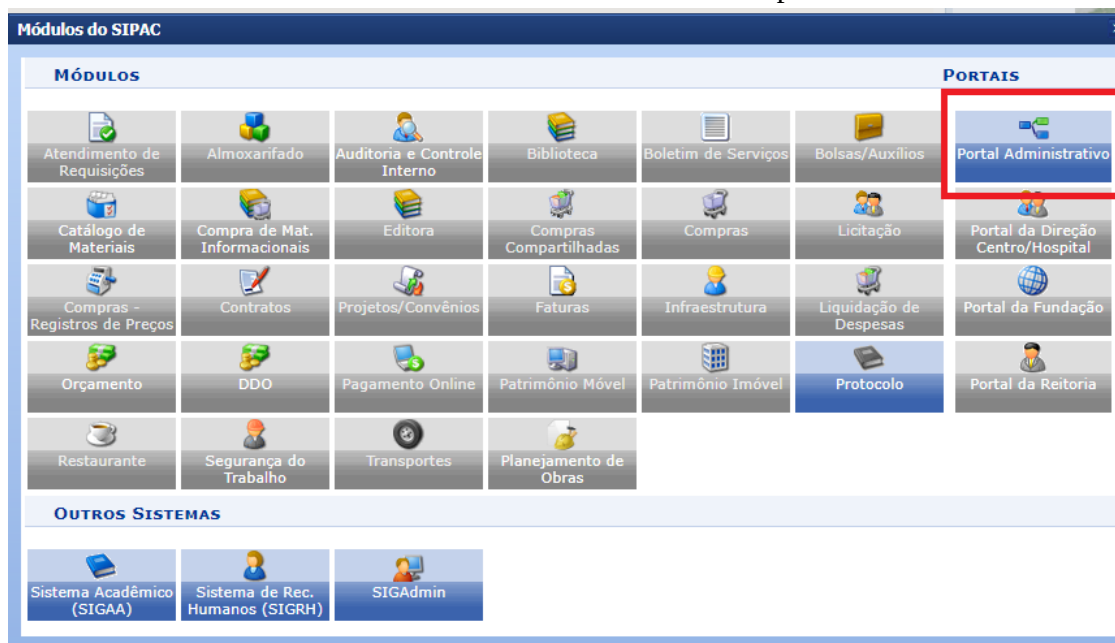 Módulos do SIPAC
MÓDULOS
PORTAIS
Atendimento de
Requisições
Almoxarifado
Auditoria e Controle
Interno
Biblioteca
Boletim de Serviços
Bolsas/Auxílios
Portal Administrativo
Catálogo de
Materiais
Compra de Mat.
Informacionais
Editora
Compras
Compartilhadas
Compras
Licitação
Portal da Direção
Centro/Hospital
Compras -
Registros de Preços
Contratos
Projetos/Convênios
Faturas
Infraestrutura
Liquidação de
Despesas
Portal da Fundação
Orçamento
DDO
Pagamento Online
Patrimônio Móvel
Patrimônio Imóvel
Protocolo
Portal da Reitoria
Restaurante
Segurança do
Trabalho
Transportes
Planejamento de
Obras
OUTROS SISTEMAS
Sistema Acadêmico
(SIGAA)
Sistema de Rec.
Humanos (SIGRH)
SIGAdmin